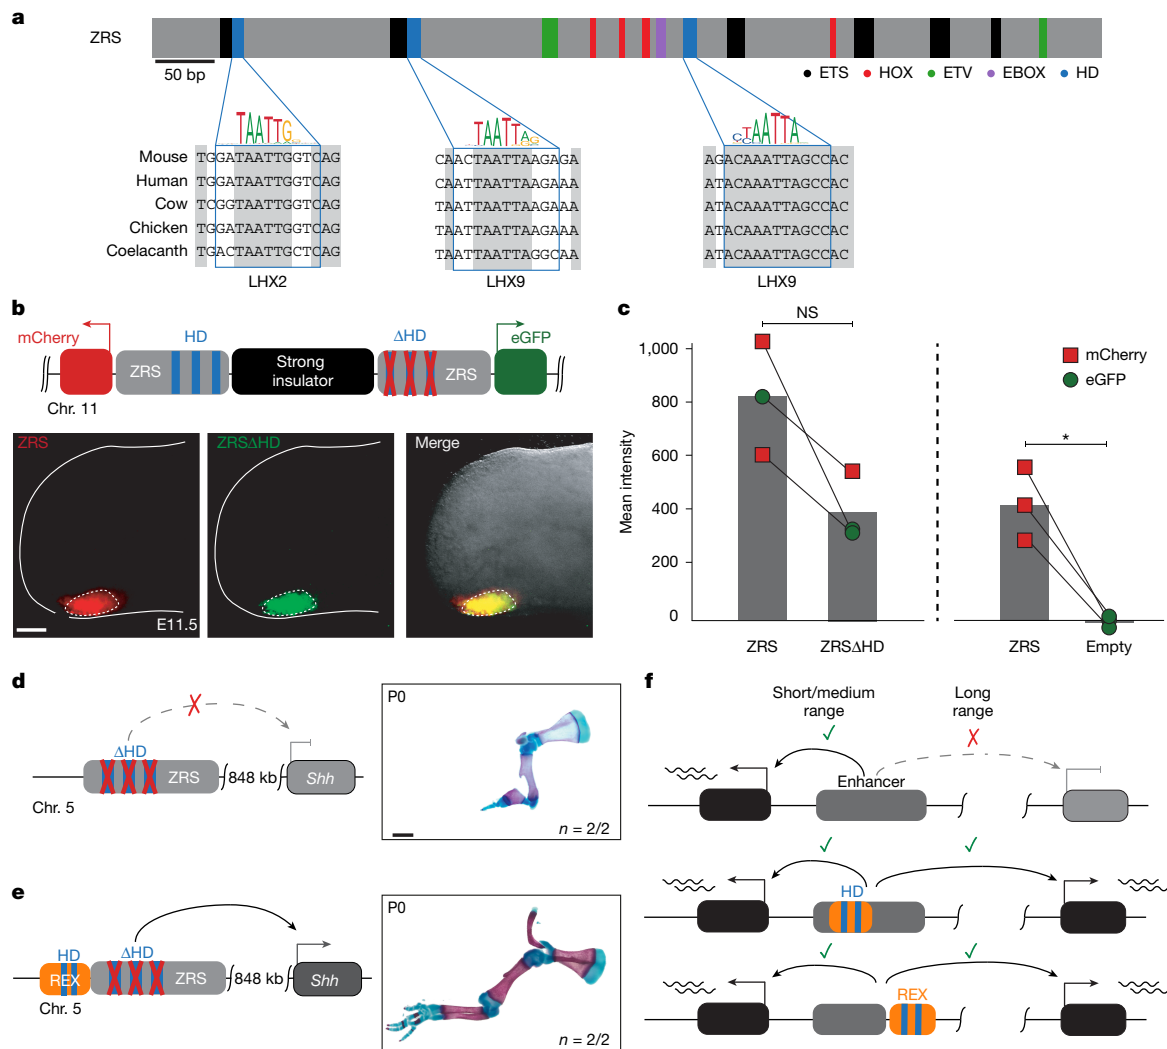 a
ZRS
50 bp
ETS HOX ETV EBOX HD
TAATTG TAATTAG CTAATTA
Mouse TGGATAATTGGTCAG CAACTAATTAAGAGA AGACAAATTAGCCAC
Human TGGATAATTGGTCAG CAATTAATTAAGAAA ATACAAATTAGCCAC
Cow TCGGTAATTGGTCAG TAATTAATTAAGAAA ATACAAATTAGCCAC
Chicken TGGATAATTGGTCAG TAATTAATTAAGAAA ATACAAATTAGCCAC
Coelacanth TGACTAATTGCTCAG TAATTAATTAGGCAA ATACAAATTAGCCAC
LHX2 LHX9 LHX9
b
mCherry HD ΔHD eGFP
ZRS Strong insulator ZRS
Chr. 11
ZRS ZRSΔHD Merge
E11.5
c
NS
mCherry
eGFP
*
Mean intensity
1,000
800
600
400
200
0
ZRS ZRSΔHD ZRS Empty
d
ΔHD
ZRS 848 kb Shh
Chr. 5
P0
n = 2/2
e
HD ΔHD
REX ZRS 848 kb Shh
Chr. 5
P0
n = 2/2
f
Short/medium range
Long range
Enhancer
HD
REX